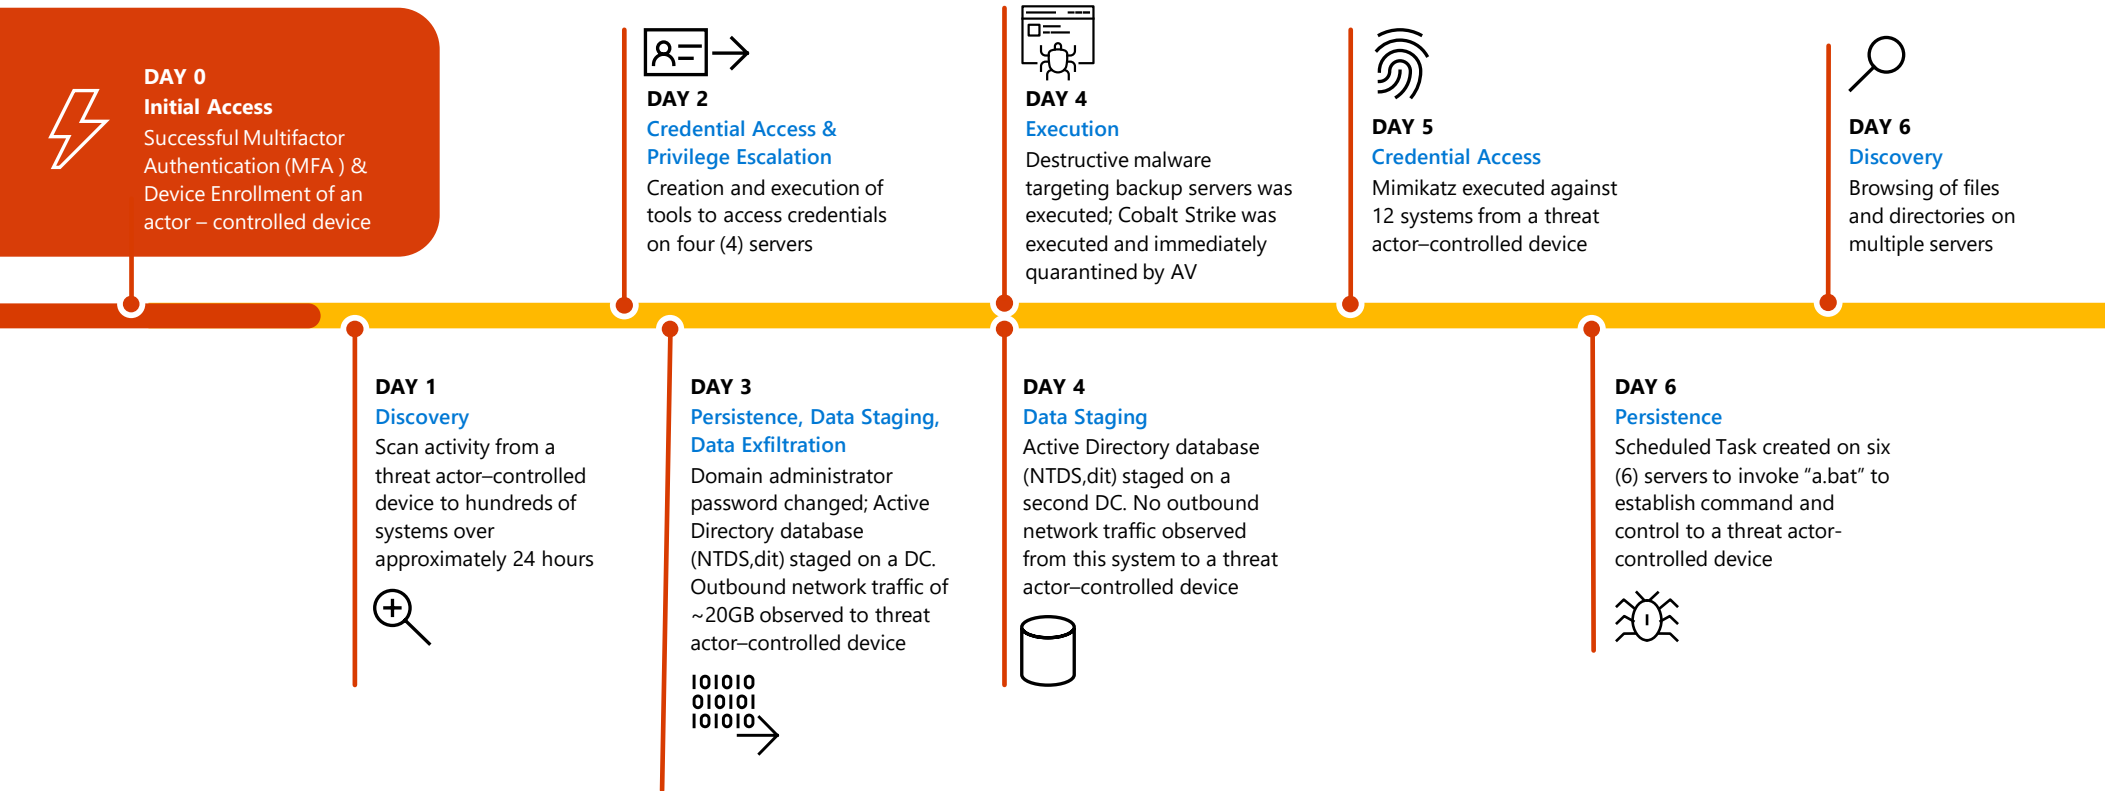 DAY 0
Initial Access
Successful Multifactor
Authentication (MFA ) &
Device Enrollment of an
actor – controlled device
DAY 2
Credential Access &
Privilege Escalation
Creation and execution of
tools to access credentials
on four (4) servers
DAY 4
Execution
Destructive malware
targeting backup servers was
executed; Cobalt Strike was
executed and immediately
quarantined by AV
DAY 5
Credential Access
Mimikatz executed against
12 systems from a threat
actor–controlled device
DAY 6
Discovery
Browsing of files
and directories on
multiple servers
DAY 1
Discovery
Scan activity from a
threat actor–controlled
device to hundreds of
systems over
approximately 24 hours
DAY 3
Persistence, Data Staging,
Data Exfiltration
Domain administrator
password changed; Active
Directory database
(NTDS,dit) staged on a DC.
Outbound network traffic of
~20GB observed to threat
actor–controlled device
101010
010101
101010
DAY 4
Data Staging
Active Directory database
(NTDS,dit) staged on a
second DC. No outbound
network traffic observed
from this system to a threat
actor–controlled device
DAY 6
Persistence
Scheduled Task created on six
(6) servers to invoke “a.bat” to
establish command and
control to a threat actor-
controlled device